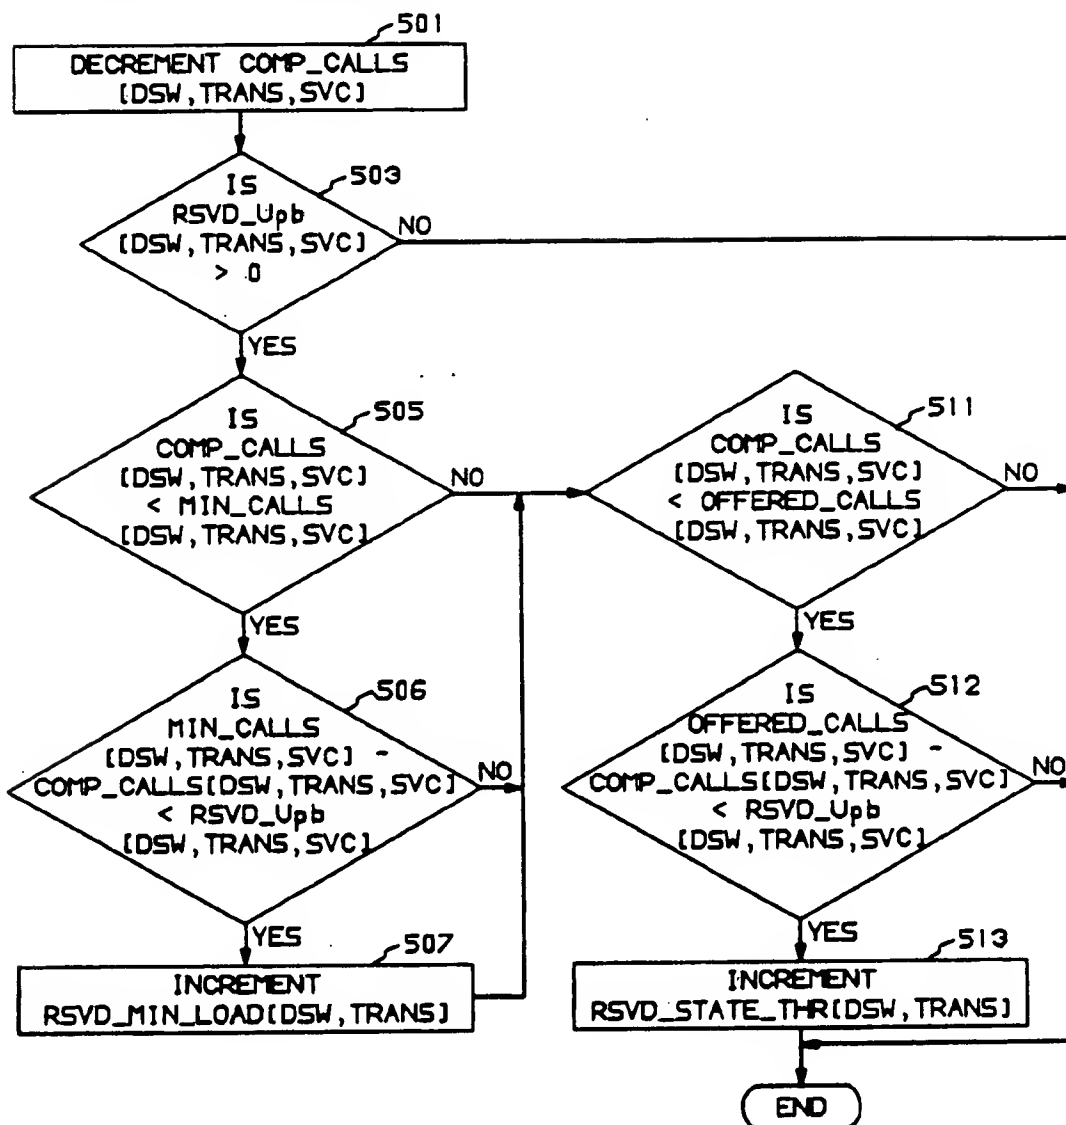 501
DECREMENT COMP_CALLS
[DSW,TRANS,SVC]
503
IS
RSVD_Upb
[DSW,TRANS,SVC]
> 0
NO
YES
505
IS
COMP_CALLS
[DSW,TRANS,SVC]
< MIN_CALLS
[DSW,TRANS,SVC]
NO
YES
506
IS
MIN_CALLS
[DSW,TRANS,SVC] -
COMP_CALLS[DSW,TRANS,SVC]
< RSVD_Upb
[DSW,TRANS,SVC]
NO
YES
507
INCREMENT
RSVD_MIN_LOAD[DSW,TRANS]
511
IS
COMP_CALLS
[DSW,TRANS,SVC]
< OFFERED_CALLS
[DSW,TRANS,SVC]
NO
YES
512
IS
OFFERED_CALLS
[DSW,TRANS,SVC] -
COMP_CALLS[DSW,TRANS,SVC]
< RSVD_Upb
[DSW,TRANS,SVC]
NO
YES
513
INCREMENT
RSVD_STATE_THR[DSW,TRANS]
END